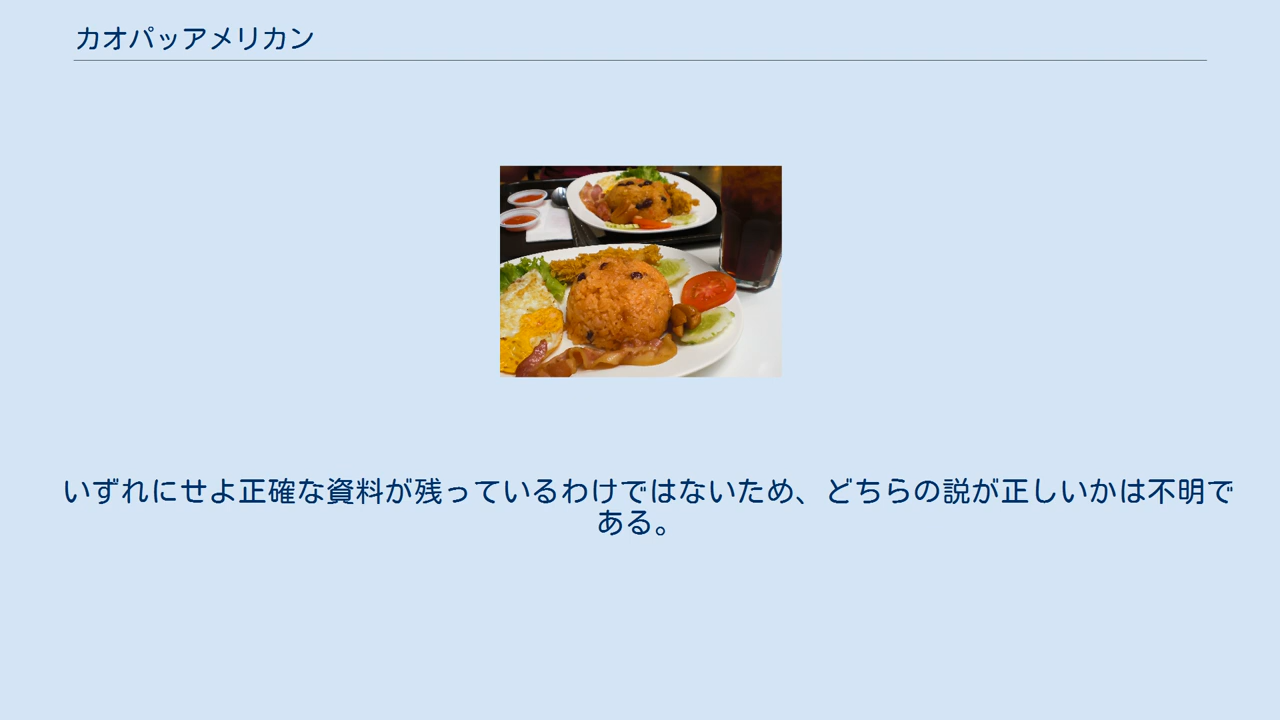 カオパッアメリカン
いずれにせよ正確な資料が残っているわけではないため、どちらの説が正しいかは不明で
ある。